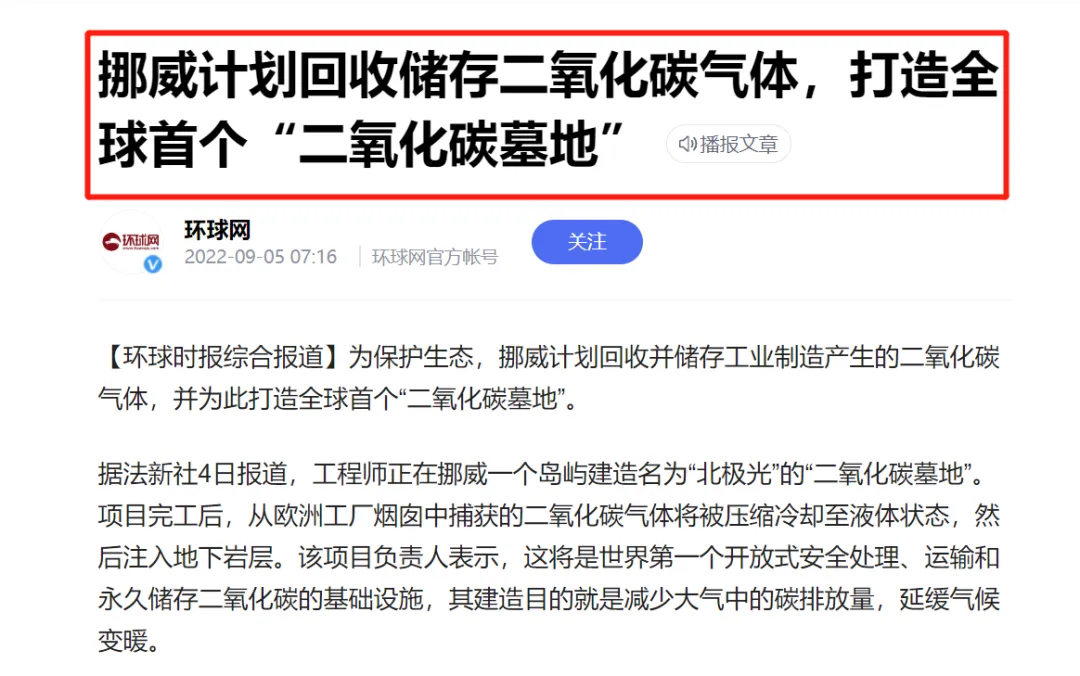 挪威计划回收储存二氧化碳气体，打造全
球首个“二氧化碳墓地”
播报文章
环球网
环球网
2022-09-05 07:16
环球网官方帐号
关注
【环球时报综合报道】为保护生态，挪威计划回收并储存工业制造产生的二氧化碳
气体，并为此打造全球首个“二氧化碳墓地”。
据法新社4日报道，工程师正在挪威一个岛屿建造名为“北极光”的“二氧化碳墓地”。
项目完工后，从欧洲工厂烟囱中捕获的二氧化碳气体将被压缩冷却至液体状态，然
后注入地下岩层。该项目负责人表示，这将是世界第一个开放式安全处理、运输和
永久储存二氧化碳的基础设施，其建造目的就是减少大气中的碳排放量，延缓气候
变暖。